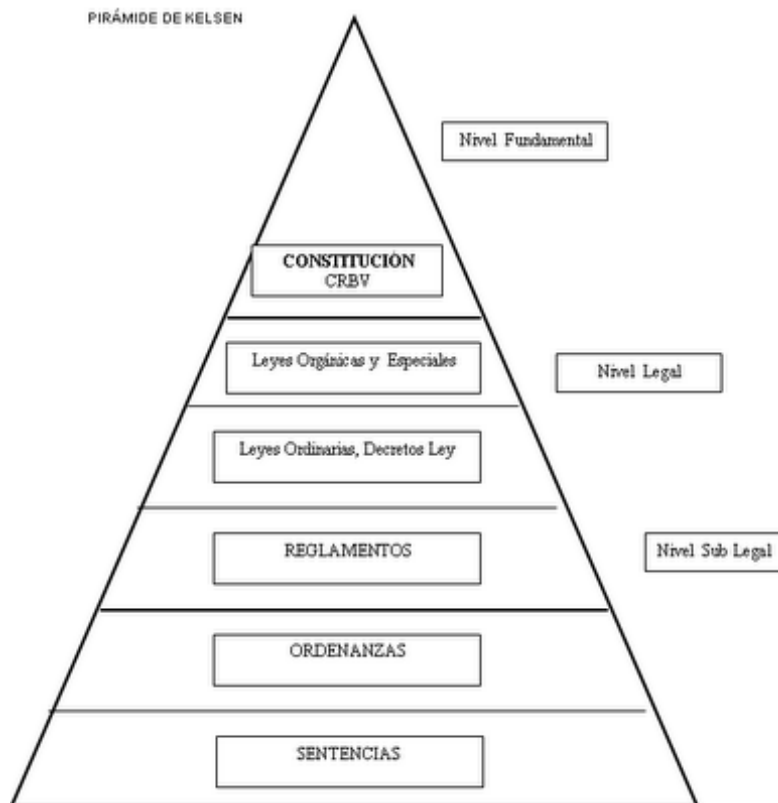 PIRÁMIDE DE KELSEN
Nivel Fundamental
CONSTITUCIÓN
CRBV
Leyes Orgánicas y Especiales
Nivel Legal
Leyes Ordinarias, Decretos Ley
REGLAMENTOS
Nivel Sub Legal
ORDENANZAS
SENTENCIAS